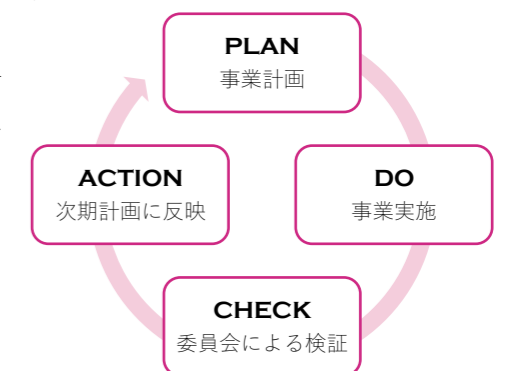 PLAN
事業計画
DO
事業実施
CHECK
委員会による検証
ACTION
次期計画に反映